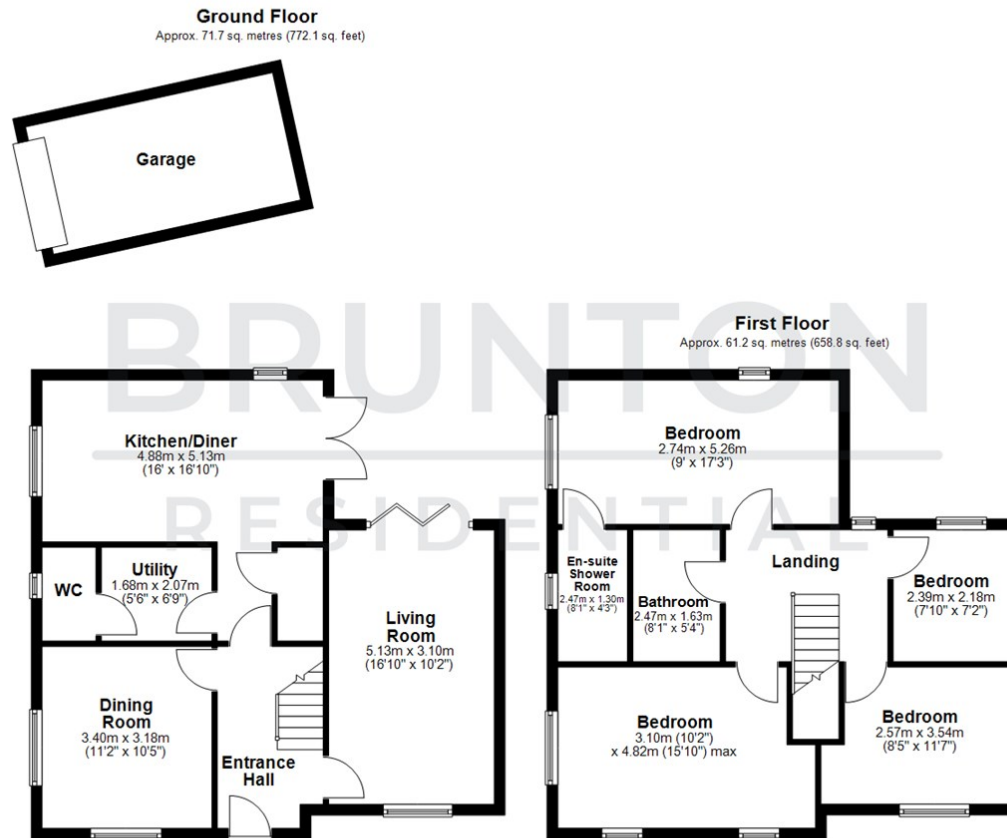 Ground Floor
Approx. 71.7 sq. metres (772.1 sq. feet)
Garage
BRUNTON
RESIDENTIAL
Kitchen/Diner
4.88m x 5.13m
(16' x 16'10")
WC
Utility
1.68m x 2.07m
(5'6" x 6'9")
Living
Room
5.13m x 3.10m
(16'10" x 10'2")
Dining
Room
3.40m x 3.18m
(11'2" x 10'5")
Entrance
Hall
First Floor
Approx. 61.2 sq. metres (658.8 sq. feet)
Bedroom
2.74m x 5.26m
(9' x 17'3")
En-suite
Shower
Room
2.47m x 1.30m
(8'1" x 4'3")
Bathroom
2.47m x 1.63m
(8'1" x 5'4")
Landing
Bedroom
2.39m x 2.18m
(7'10" x 7'2")
Bedroom
3.10m (10'2")
x 4.82m (15'10") max
Bedroom
2.57m x 3.54m
(8'5" x 11'7")